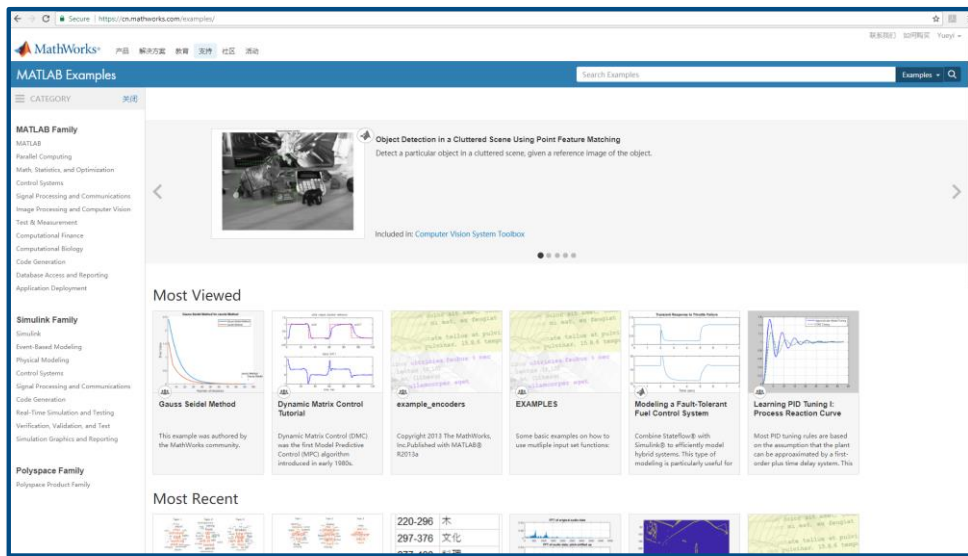 Secure | https://cn.mathworks.com/examples/
联系我们 如何购买 Yueyi
MathWorks® 产品 解决方案 教育 支持 社区 活动
MATLAB Examples
Search Examples
Examples
CATEGORY 关闭
MATLAB Family
MATLAB
Parallel Computing
Math, Statistics, and Optimization
Control Systems
Signal Processing and Communications
Image Processing and Computer Vision
Test & Measurement
Computational Finance
Computational Biology
Code Generation
Database Access and Reporting
Application Deployment
Simulink Family
Simulink
Event-Based Modeling
Physical Modeling
Control Systems
Signal Processing and Communications
Code Generation
Real-Time Simulation and Testing
Verification, Validation, and Test
Simulation Graphics and Reporting
Polyspace Family
Polyspace Product Family
Object Detection in a Cluttered Scene Using Point Feature Matching
Detect a particular object in a cluttered scene, given a reference image of the object.
Included in: Computer Vision System Toolbox
Most Viewed
Gauss Seidel Method
This example was authored by
the MathWorks community.
Dynamic Matrix Control
Tutorial
Dynamic Matrix Control (DMC)
was the first Model Predictive
Control (MPC) algorithm
introduced in early 1980s.
example_encoders
Copyright 2013 The MathWorks,
Inc.Published with MATLAB®
R2013a
EXAMPLES
Some basic examples on how to
use mutiple input set functions:
Transient Response to Throttle Failure
Modeling a Fault-Tolerant
Fuel Control System
Combine Stateflow® with
Simulink® to efficiently model
hybrid systems. This type of
modeling is particularly useful for
Learning PID Tuning I:
Process Reaction Curve
Most PID tuning rules are based
on the assumption that the plant
can be approximated by a first-
order plus time delay system. This
Most Recent
220-296 木
297-376 文化